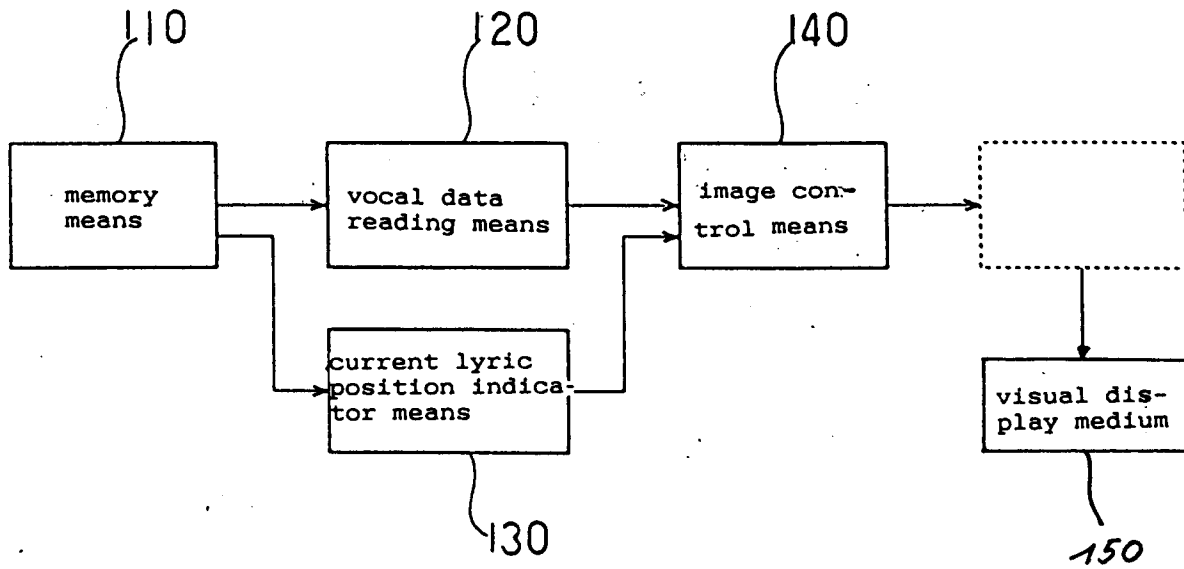 110
120
140
memory
means
vocal data
reading means
image con-
trol means
current lyric
position indica-
tor means
visual dis-
play medium
130
150